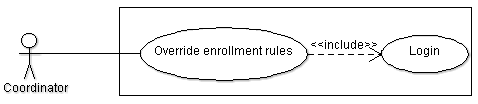 Override enrollment rules
<<include>>
Login
Coordinator